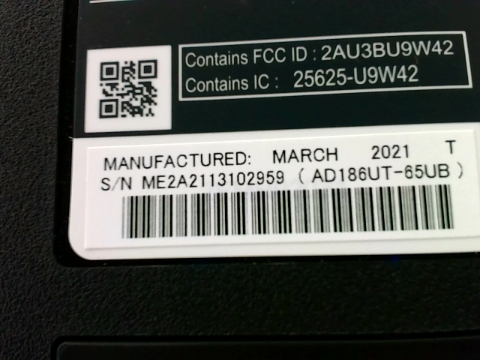 Contains FCC ID : 2AU3BU9W42
Contains IC : 25625-U9W42
MANUFACTURED: MARCH 2021 T
S/N ME2A2113102959 ( AD186UT-65UB )